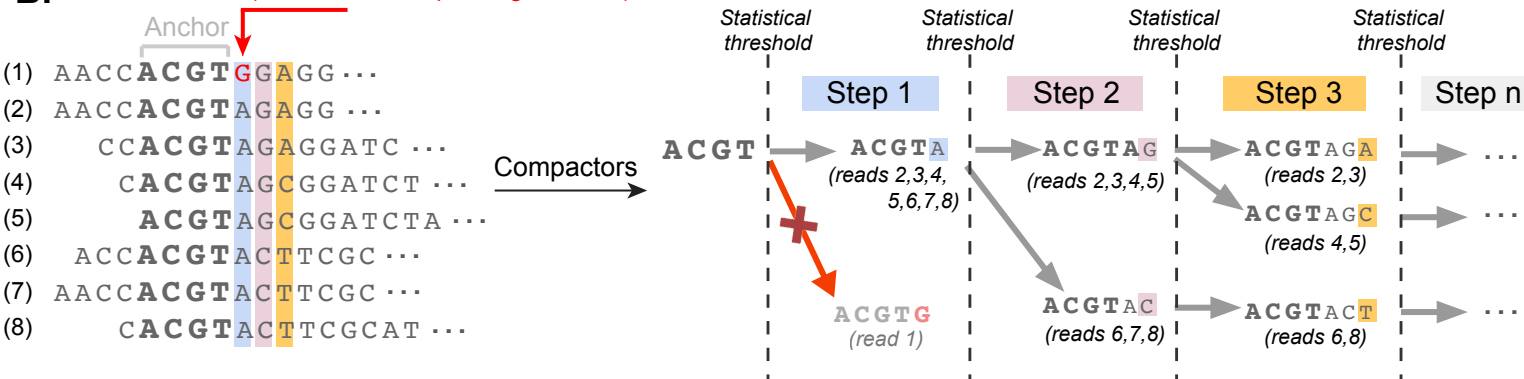 Anchor
(1) AACCACGTGGAGG ...
(2) AACCACGTAGAGG ...
(3) CCACGTAGAGGATC ...
(4) CACGTAGCGGATCT ...
(5) ACGTAGCGGATCTA ...
(6) ACCACGTACTTCGC ...
(7) AACCACGTACTTCGC ...
(8) CACGTACTTCGCAT ...
Compactors
Statistical threshold
Statistical threshold
Statistical threshold
Statistical threshold
Step 1
Step 2
Step 3
Step n
ACGT
ACGTA
(reads 2,3,4,
5,6,7,8)
ACGTG
(read 1)
ACGTAG
(reads 2,3,4,5)
ACGTAC
(reads 6,7,8)
ACGTAGA
(reads 2,3)
ACGTAGC
(reads 4,5)
ACGTACT
(reads 6,8)
...
...
...